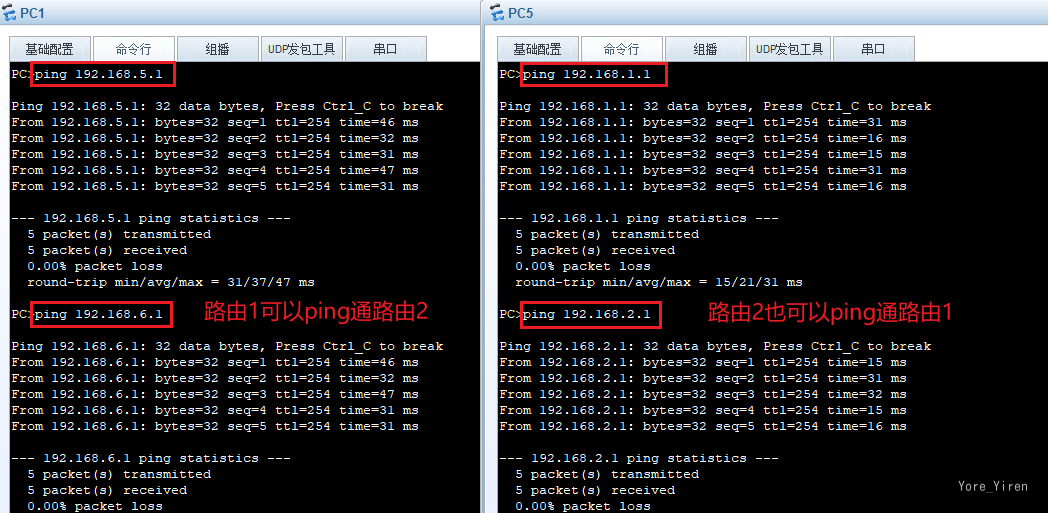 PC1
基础配置 命令行 组播 UDP发包工具 串口
PC>ping 192.168.5.1
Ping 192.168.5.1: 32 data bytes, Press Ctrl_C to break
From 192.168.5.1: bytes=32 seq=1 ttl=254 time=46 ms
From 192.168.5.1: bytes=32 seq=2 ttl=254 time=32 ms
From 192.168.5.1: bytes=32 seq=3 ttl=254 time=31 ms
From 192.168.5.1: bytes=32 seq=4 ttl=254 time=47 ms
From 192.168.5.1: bytes=32 seq=5 ttl=254 time=31 ms
--- 192.168.5.1 ping statistics ---
5 packet(s) transmitted
5 packet(s) received
0.00% packet loss
round-trip min/avg/max = 31/37/47 ms
PC>ping 192.168.6.1
路由1可以ping通路由2
Ping 192.168.6.1: 32 data bytes, Press Ctrl_C to break
From 192.168.6.1: bytes=32 seq=1 ttl=254 time=46 ms
From 192.168.6.1: bytes=32 seq=2 ttl=254 time=32 ms
From 192.168.6.1: bytes=32 seq=3 ttl=254 time=47 ms
From 192.168.6.1: bytes=32 seq=4 ttl=254 time=31 ms
From 192.168.6.1: bytes=32 seq=5 ttl=254 time=31 ms
--- 192.168.6.1 ping statistics ---
5 packet(s) transmitted
5 packet(s) received
0.00% packet loss
PC5
基础配置 命令行 组播 UDP发包工具 串口
PC>ping 192.168.1.1
Ping 192.168.1.1: 32 data bytes, Press Ctrl_C to break
From 192.168.1.1: bytes=32 seq=1 ttl=254 time=31 ms
From 192.168.1.1: bytes=32 seq=2 ttl=254 time=16 ms
From 192.168.1.1: bytes=32 seq=3 ttl=254 time=15 ms
From 192.168.1.1: bytes=32 seq=4 ttl=254 time=31 ms
From 192.168.1.1: bytes=32 seq=5 ttl=254 time=16 ms
--- 192.168.1.1 ping statistics ---
5 packet(s) transmitted
5 packet(s) received
0.00% packet loss
round-trip min/avg/max = 15/21/31 ms
PC>ping 192.168.2.1
路由2也可以ping通路由1
Ping 192.168.2.1: 32 data bytes, Press Ctrl_C to break
From 192.168.2.1: bytes=32 seq=1 ttl=254 time=15 ms
From 192.168.2.1: bytes=32 seq=2 ttl=254 time=31 ms
From 192.168.2.1: bytes=32 seq=3 ttl=254 time=32 ms
From 192.168.2.1: bytes=32 seq=4 ttl=254 time=15 ms
From 192.168.2.1: bytes=32 seq=5 ttl=254 time=16 ms
--- 192.168.2.1 ping statistics ---
5 packet(s) transmitted
5 packet(s) received
0.00% packet loss
Yore_Yiren